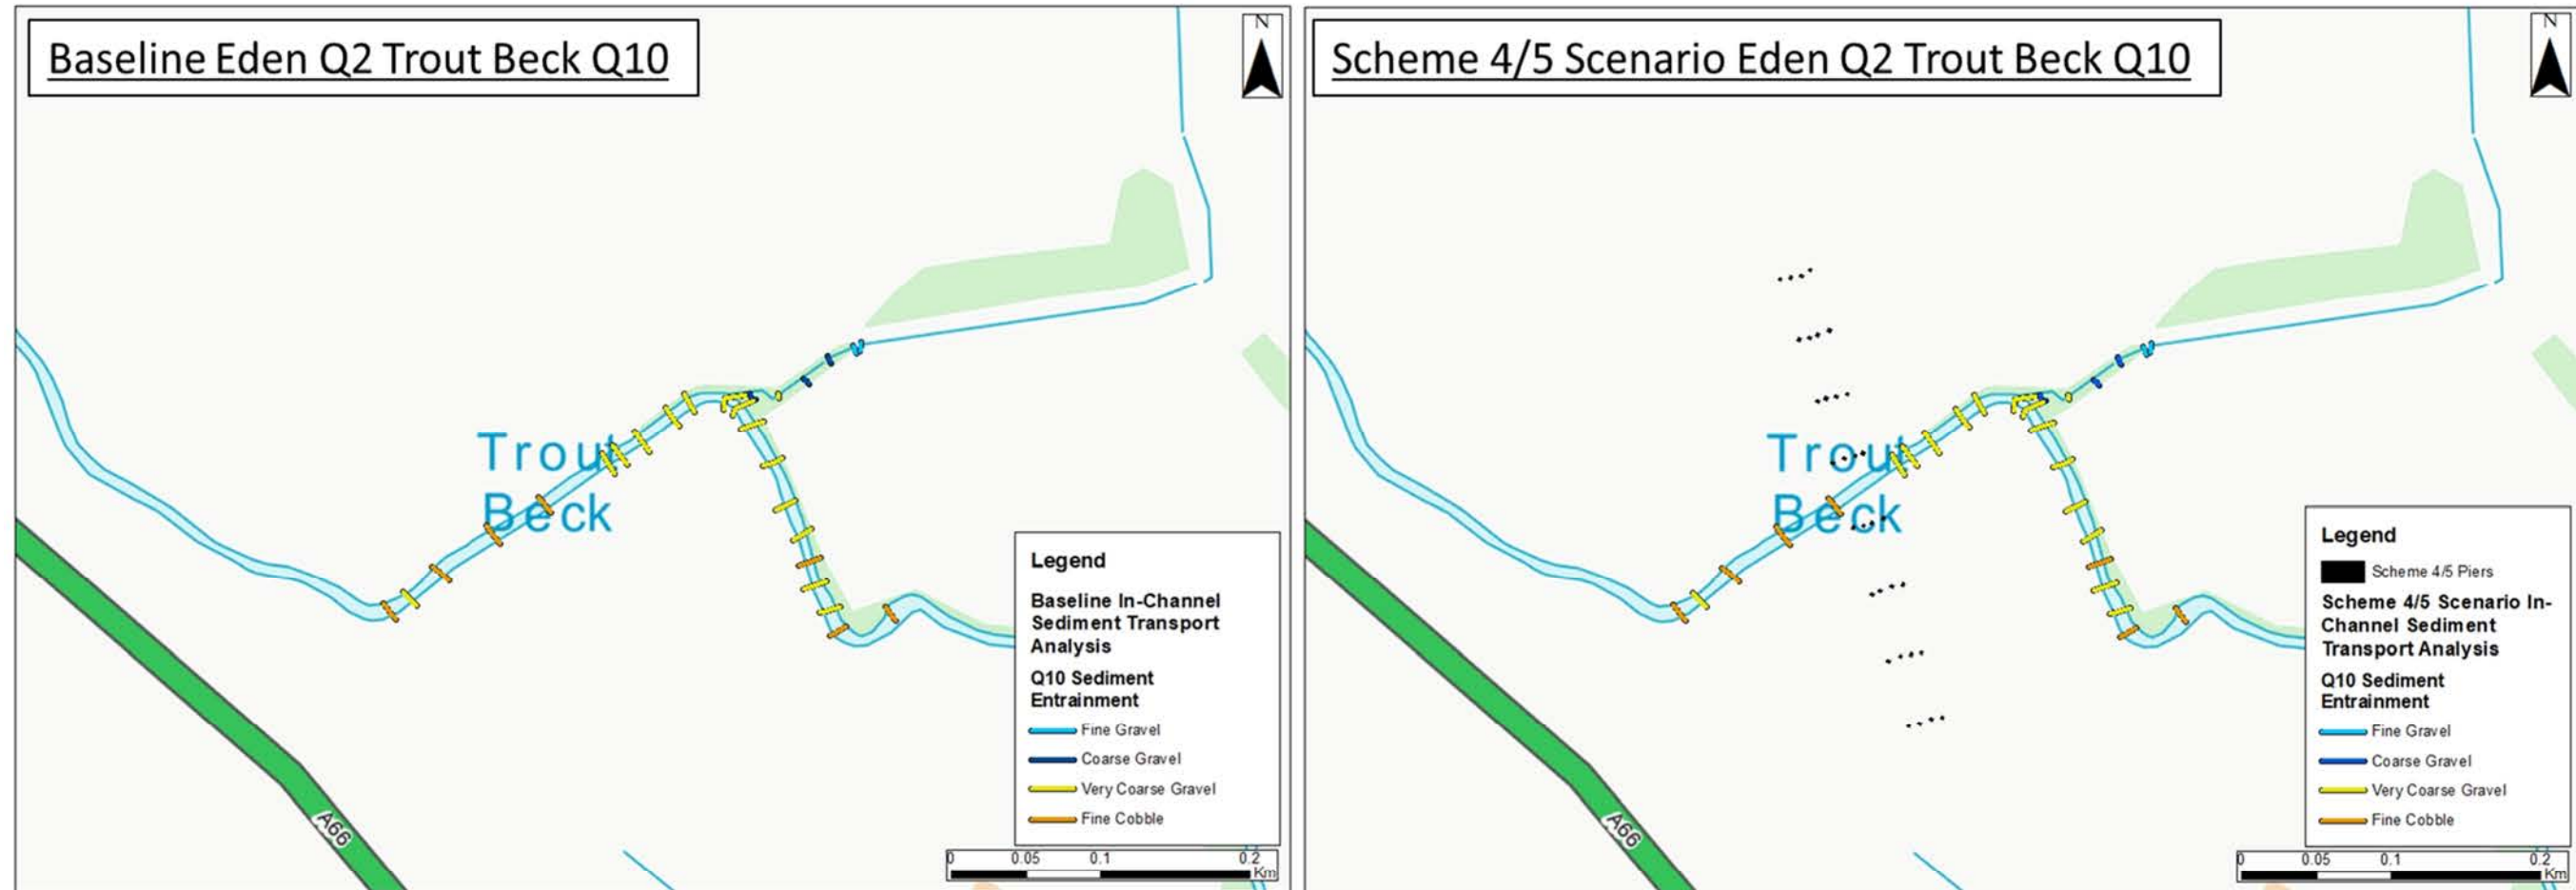 Baseline Eden Q2 Trout Beck Q10
N
Trout
Beck
A66
Legend
Baseline In-Channel
Sediment Transport
Analysis
Q10 Sediment
Entrainment
Fine Gravel
Coarse Gravel
Very Coarse Gravel
Fine Cobble
0 0.05 0.1 0.2
Km
Scheme 4/5 Scenario Eden Q2 Trout Beck Q10
N
Trout
Beck
A66
Legend
Scheme 4/5 Piers
Scheme 4/5 Scenario In-
Channel Sediment
Transport Analysis
Q10 Sediment
Entrainment
Fine Gravel
Coarse Gravel
Very Coarse Gravel
Fine Cobble
0 0.05 0.1 0.2
Km